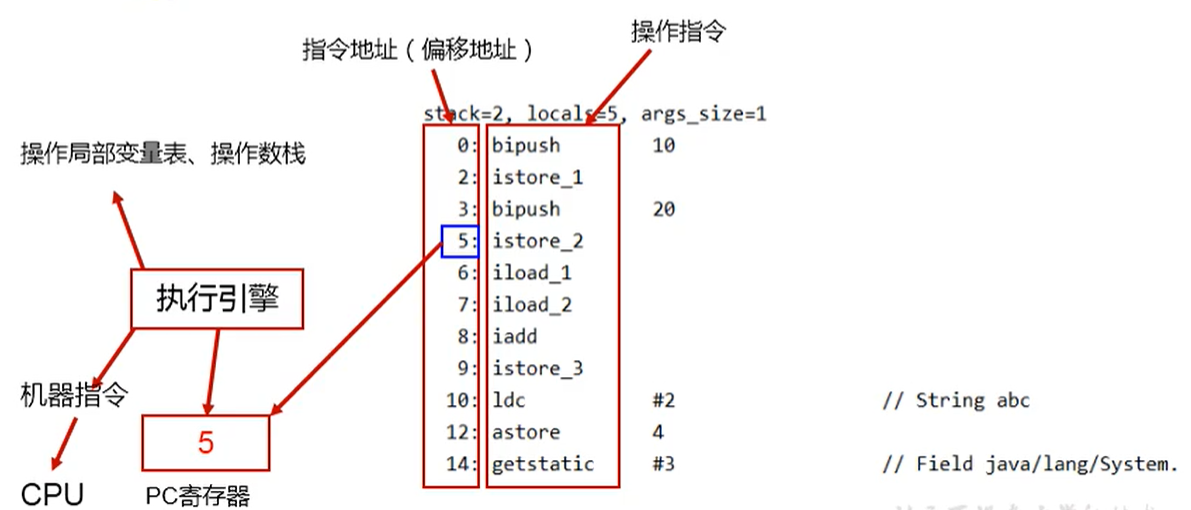 操作指令
指令地址（偏移地址）
stack=2, locals=5, args_size=1
0: bipush 10
操作局部变量表、操作数栈
2: istore_1
3: bipush 20
5: istore_2
6: iload_1
执行引擎
7: iload_2
8: iadd
9: istore_3
机器指令
10: ldc #2 // String abc
12: astore 4
5
14: getstatic #3 // Field java/lang/System.
CPU
PC寄存器